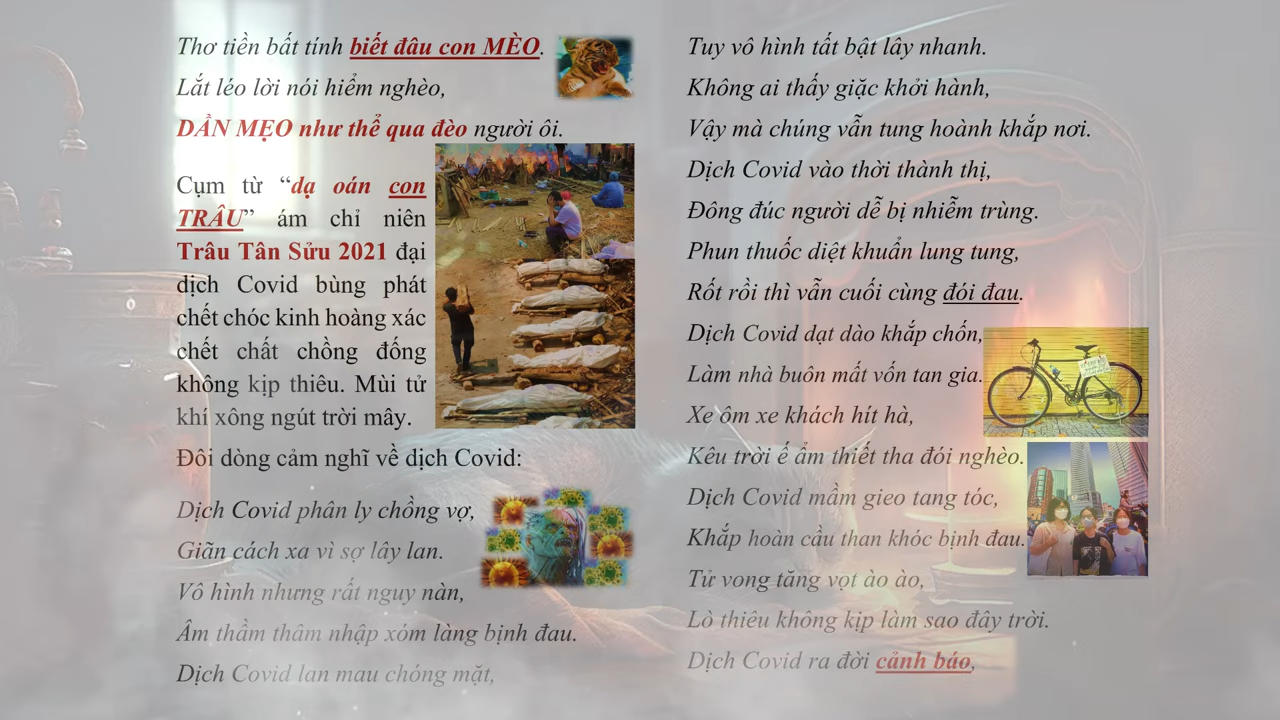 Thơ tiền bất tính biết đâu con MÈO.
Lắt léo lời nói hiểm nghèo,
DẦN MẸO như thể qua đèo người ôi.
Cụm từ “dạ oán con
TRÂU” ám chỉ niên
Trâu Tân Sửu 2021 đại
dịch Covid bùng phát
chết chóc kinh hoàng xác
chết chất chồng đống
không kịp thiêu. Mùi tử
khí xông ngút trời mây.
Đôi dòng cảm nghĩ về dịch Covid:
Dịch Covid phân ly chồng vợ,
Giãn cách xa vì sợ lây lan.
Vô hình nhưng rất nguy nàn,
Âm thầm thâm nhập xóm làng bịnh đau.
Dịch Covid lan mau chóng mặt,
Tuy vô hình tất bật lây nhanh.
Không ai thấy giặc khởi hành,
Vậy mà chúng vẫn tung hoành khắp nơi.
Dịch Covid vào thời thành thị,
Đông đúc người dễ bị nhiễm trùng.
Phun thuốc diệt khuẩn lung tung,
Rốt rồi thì vẫn cuối cùng đói đau.
Dịch Covid dạt dào khắp chốn,
Làm nhà buôn mất vốn tan gia.
Xe ôm xe khách hít hà,
Kêu trời ế ẩm thiết tha đói nghèo.
Dịch Covid mầm gieo tang tóc,
Khắp hoàn cầu than khóc bịnh đau.
Tử vong tăng vọt ào ào,
Lò thiêu không kịp làm sao đây trời.
Dịch Covid ra đời cảnh báo,